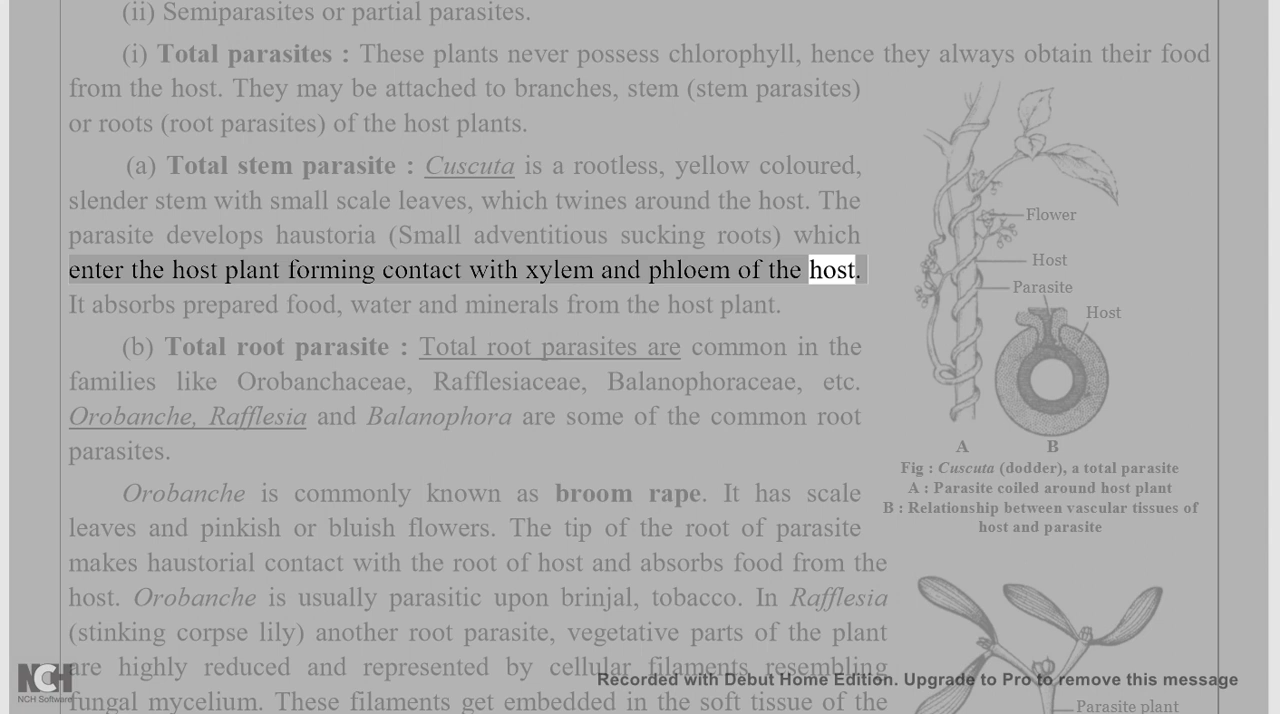 (ii) Semiparasites or partial parasites.
(i) Total parasites : These plants never possess chlorophyll, hence they always obtain their food
from the host. They may be attached to branches, stem (stem parasites)
or roots (root parasites) of the host plants.
(a) Total stem parasite : Cuscuta is a rootless, yellow coloured,
slender stem with small scale leaves, which twines around the host. The
parasite develops haustoria (Small adventitious sucking roots) which
enter the host plant forming contact with xylem and phloem of the host.
It absorbs prepared food, water and minerals from the host plant.
(b) Total root parasite : Total root parasites are common in the
families like Orobanchaceae, Rafflesiaceae, Balanophoraceae, etc.
Orobanche, Rafflesia and Balanophora are some of the common root
parasites.
Orobanche is commonly known as broom rape. It has scale
leaves and pinkish or bluish flowers. The tip of the root of parasite
makes haustorial contact with the root of host and absorbs food from the
host. Orobanche is usually parasitic upon brinjal, tobacco. In Rafflesia
(stinking corpse lily) another root parasite, vegetative parts of the plant
are highly reduced and represented by cellular filaments resembling
fungal mycelium. These filaments get embedded in the soft tissue of the
Flower
Host
Parasite
Host
A B
Fig : Cuscuta (dodder), a total parasite
A : Parasite coiled around host plant
B : Relationship between vascular tissues of
host and parasite
Parasite plant
NCH
NCH Software
Recorded with Debut Home Edition. Upgrade to Pro to remove this message